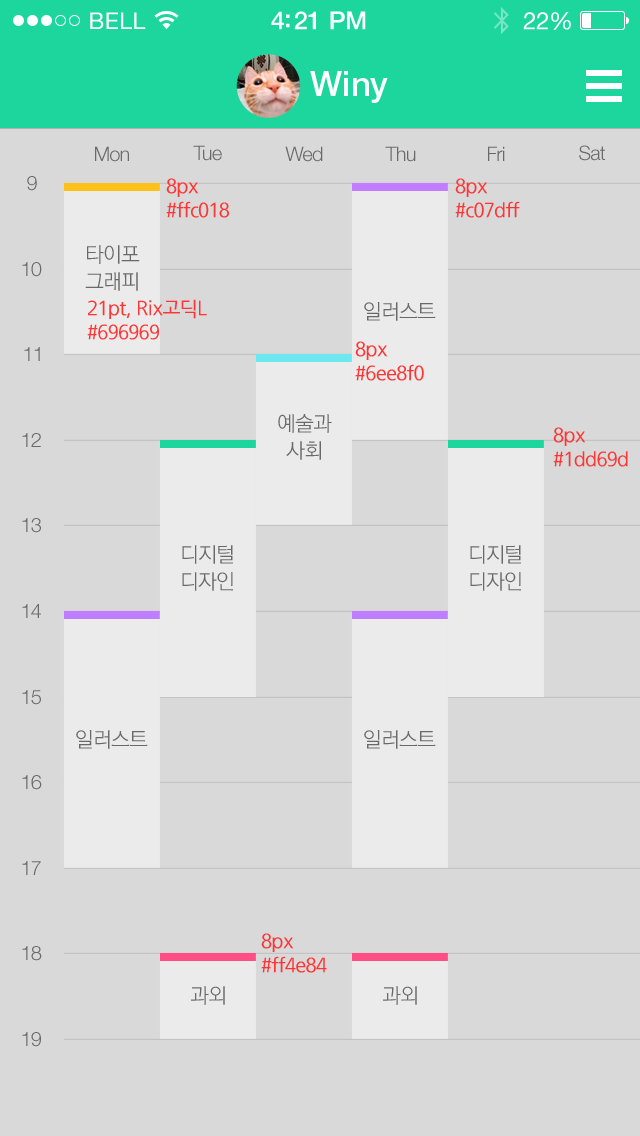 BELL 4:21 PM 22%
Winy
Mon Tue Wed Thu Fri Sat
9
8px
#ffc018
8px
#c07dff
타이포
그래피
10
21pt, Rix고딕L
#696969
일러스트
11
8px
#6ee8f0
예술과
사회
12
8px
#1dd69d
13
디지털
디자인
디지털
디자인
14
15
일러스트
일러스트
16
17
18
8px
#ff4e84
과외
과외
19